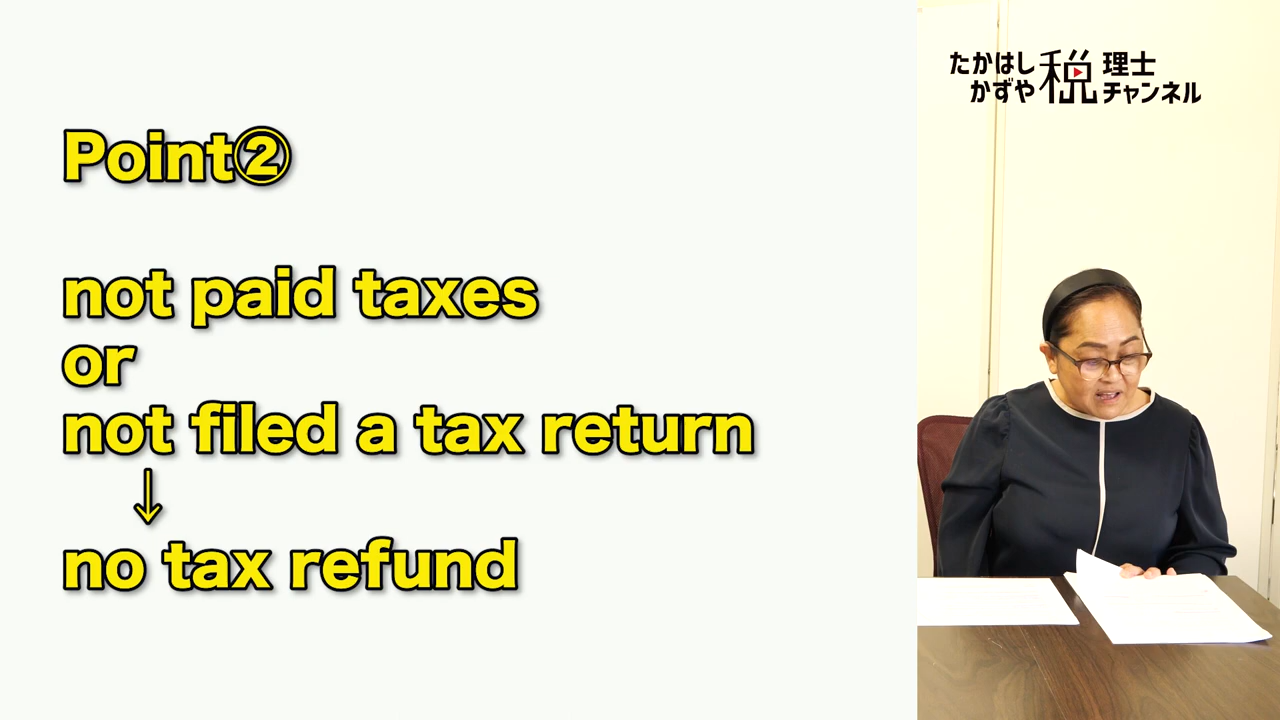 Point②
not paid taxes
or
not filed a tax return
↓
no tax refund
たかはし
かずや
税
理士
チャンネル